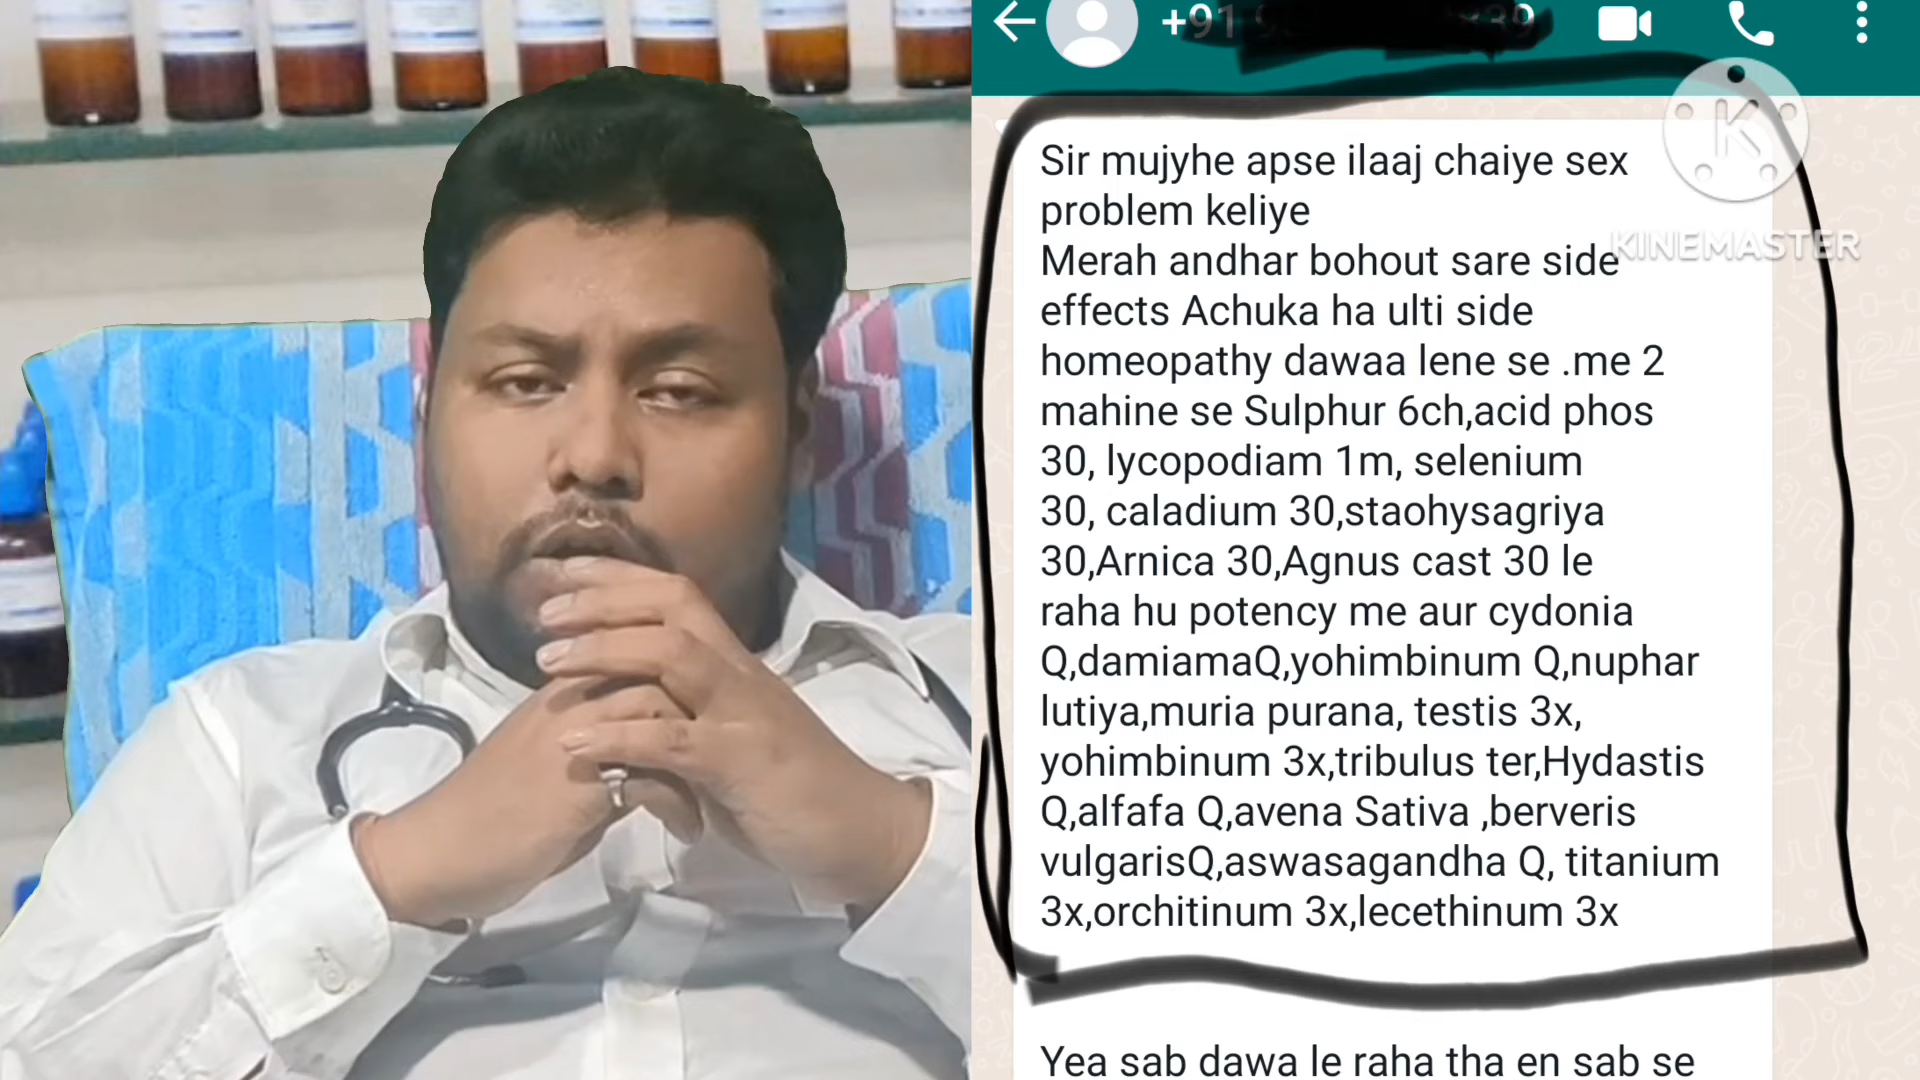 +91
Sir mujyhe apse ilaaj chaiye sex
problem keliye
Merah andhar bohout sare side
effects Achuka ha ulti side
homeopathy dawaa lene se .me 2
mahine se Sulphur 6ch,acid phos
30, lycopodiam 1m, selenium
30, caladium 30,staohysagriya
30,Arnica 30,Agnus cast 30 le
raha hu potency me aur cydonia
Q,damiamaQ,yohimbinum Q,nuphar
lutiya,muria purana, testis 3x,
yohimbinum 3x,tribulus ter,Hydastis
Q,alfafa Q,avena Sativa ,berveris
vulgarisQ,aswasagandha Q, titanium
3x,orchitinum 3x,lecethinum 3x
Yea sab dawa le raha tha en sab se
K
KINEMASTER